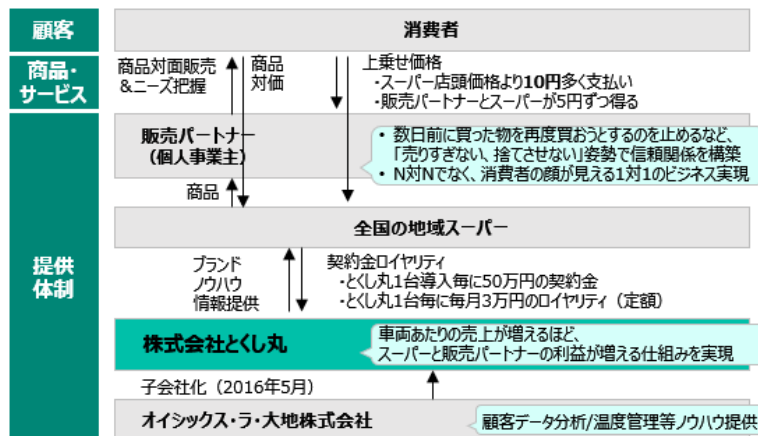 顧客
消費者
商品・
サービス
商品対面販売
&ニーズ把握
商品
対価
上乗せ価格
・スーパー店頭価格より10円多く支払い
・販売パートナーとスーパーが5円ずつ得る
販売パートナー
（個人事業主）
• 数日前に買った物を再度買おうとするのを止めるなど、
「売りすぎない、捨てさせない」姿勢で信頼関係を構築
• N対Nでなく、消費者の顔が見える1対1のビジネス実現
商品
全国の地域スーパー
提供
体制
ブランド
ノウハウ
情報提供
契約金ロイヤリティ
・とくし丸1台導入毎に50万円の契約金
・とくし丸1台毎に毎月3万円のロイヤリティ（定額）
株式会社とくし丸
車両あたりの売上が増えるほど、
スーパーと販売パートナーの利益が増える仕組みを実現
子会社化（2016年5月）
オイシックス・ラ・大地株式会社
顧客データ分析/温度管理等ノウハウ提供